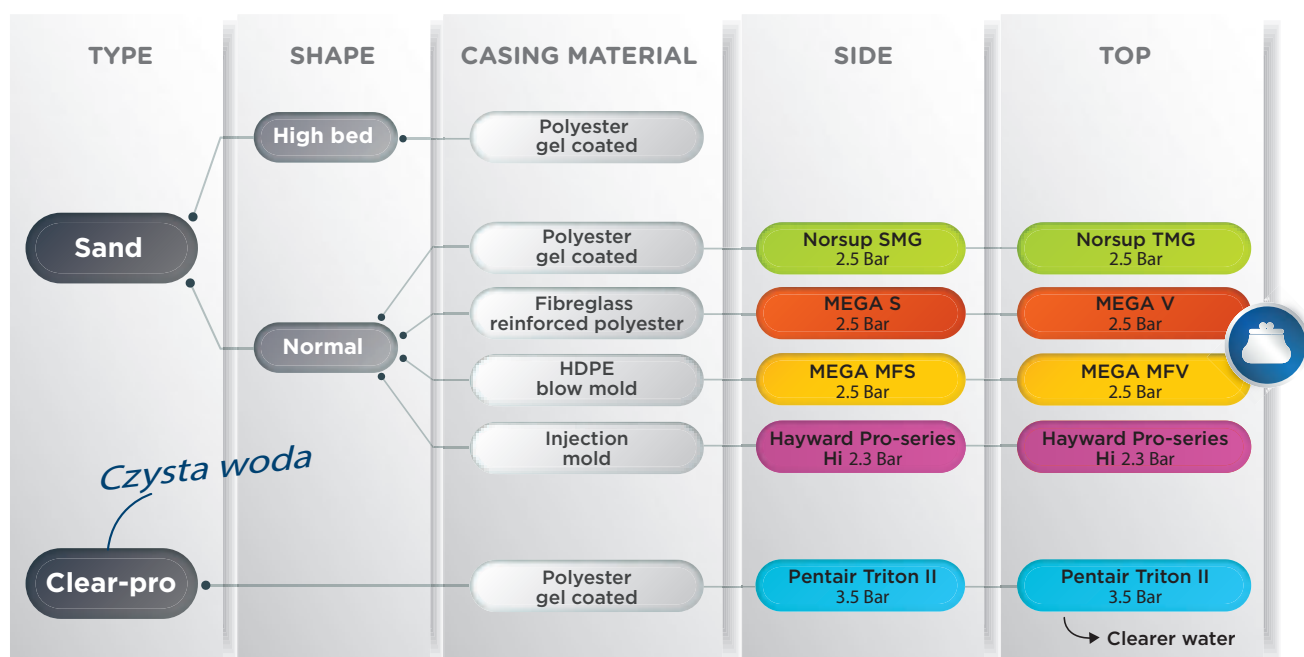 TYPE
SHAPE
CASING MATERIAL
SIDE
TOP
High bed
Polyester
gel coated
Sand
Polyester
gel coated
Norsup SMG
2.5 Bar
Norsup TMG
2.5 Bar
Normal
Fibreglass
reinforced polyester
MEGA S
2.5 Bar
MEGA V
2.5 Bar
HDPE
blow mold
MEGA MFS
2.5 Bar
MEGA MFV
2.5 Bar
Injection
mold
Hayward Pro-series
Hi 2.3 Bar
Hayward Pro-series
Hi 2.3 Bar
Czysta woda
Clear-pro
Polyester
gel coated
Pentair Triton II
3.5 Bar
Pentair Triton II
3.5 Bar
Clearer water